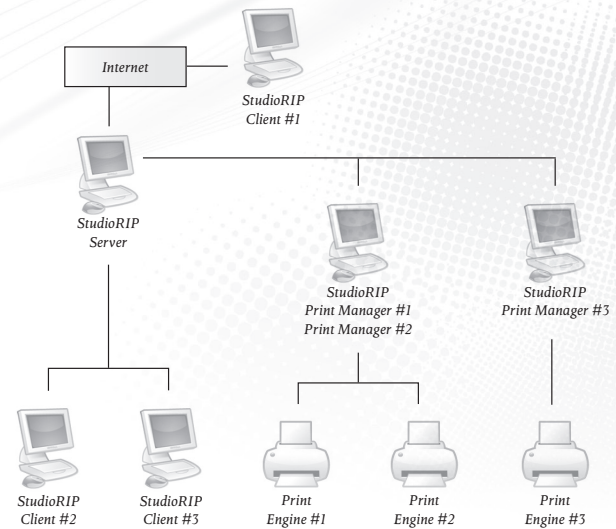 Internet
StudioRIP
Client #1
StudioRIP
Server
StudioRIP
Print Manager #1
Print Manager #2
StudioRIP
Print Manager #3
StudioRIP
Client #2
StudioRIP
Client #3
Print
Engine #1
Print
Engine #2
Print
Engine #3